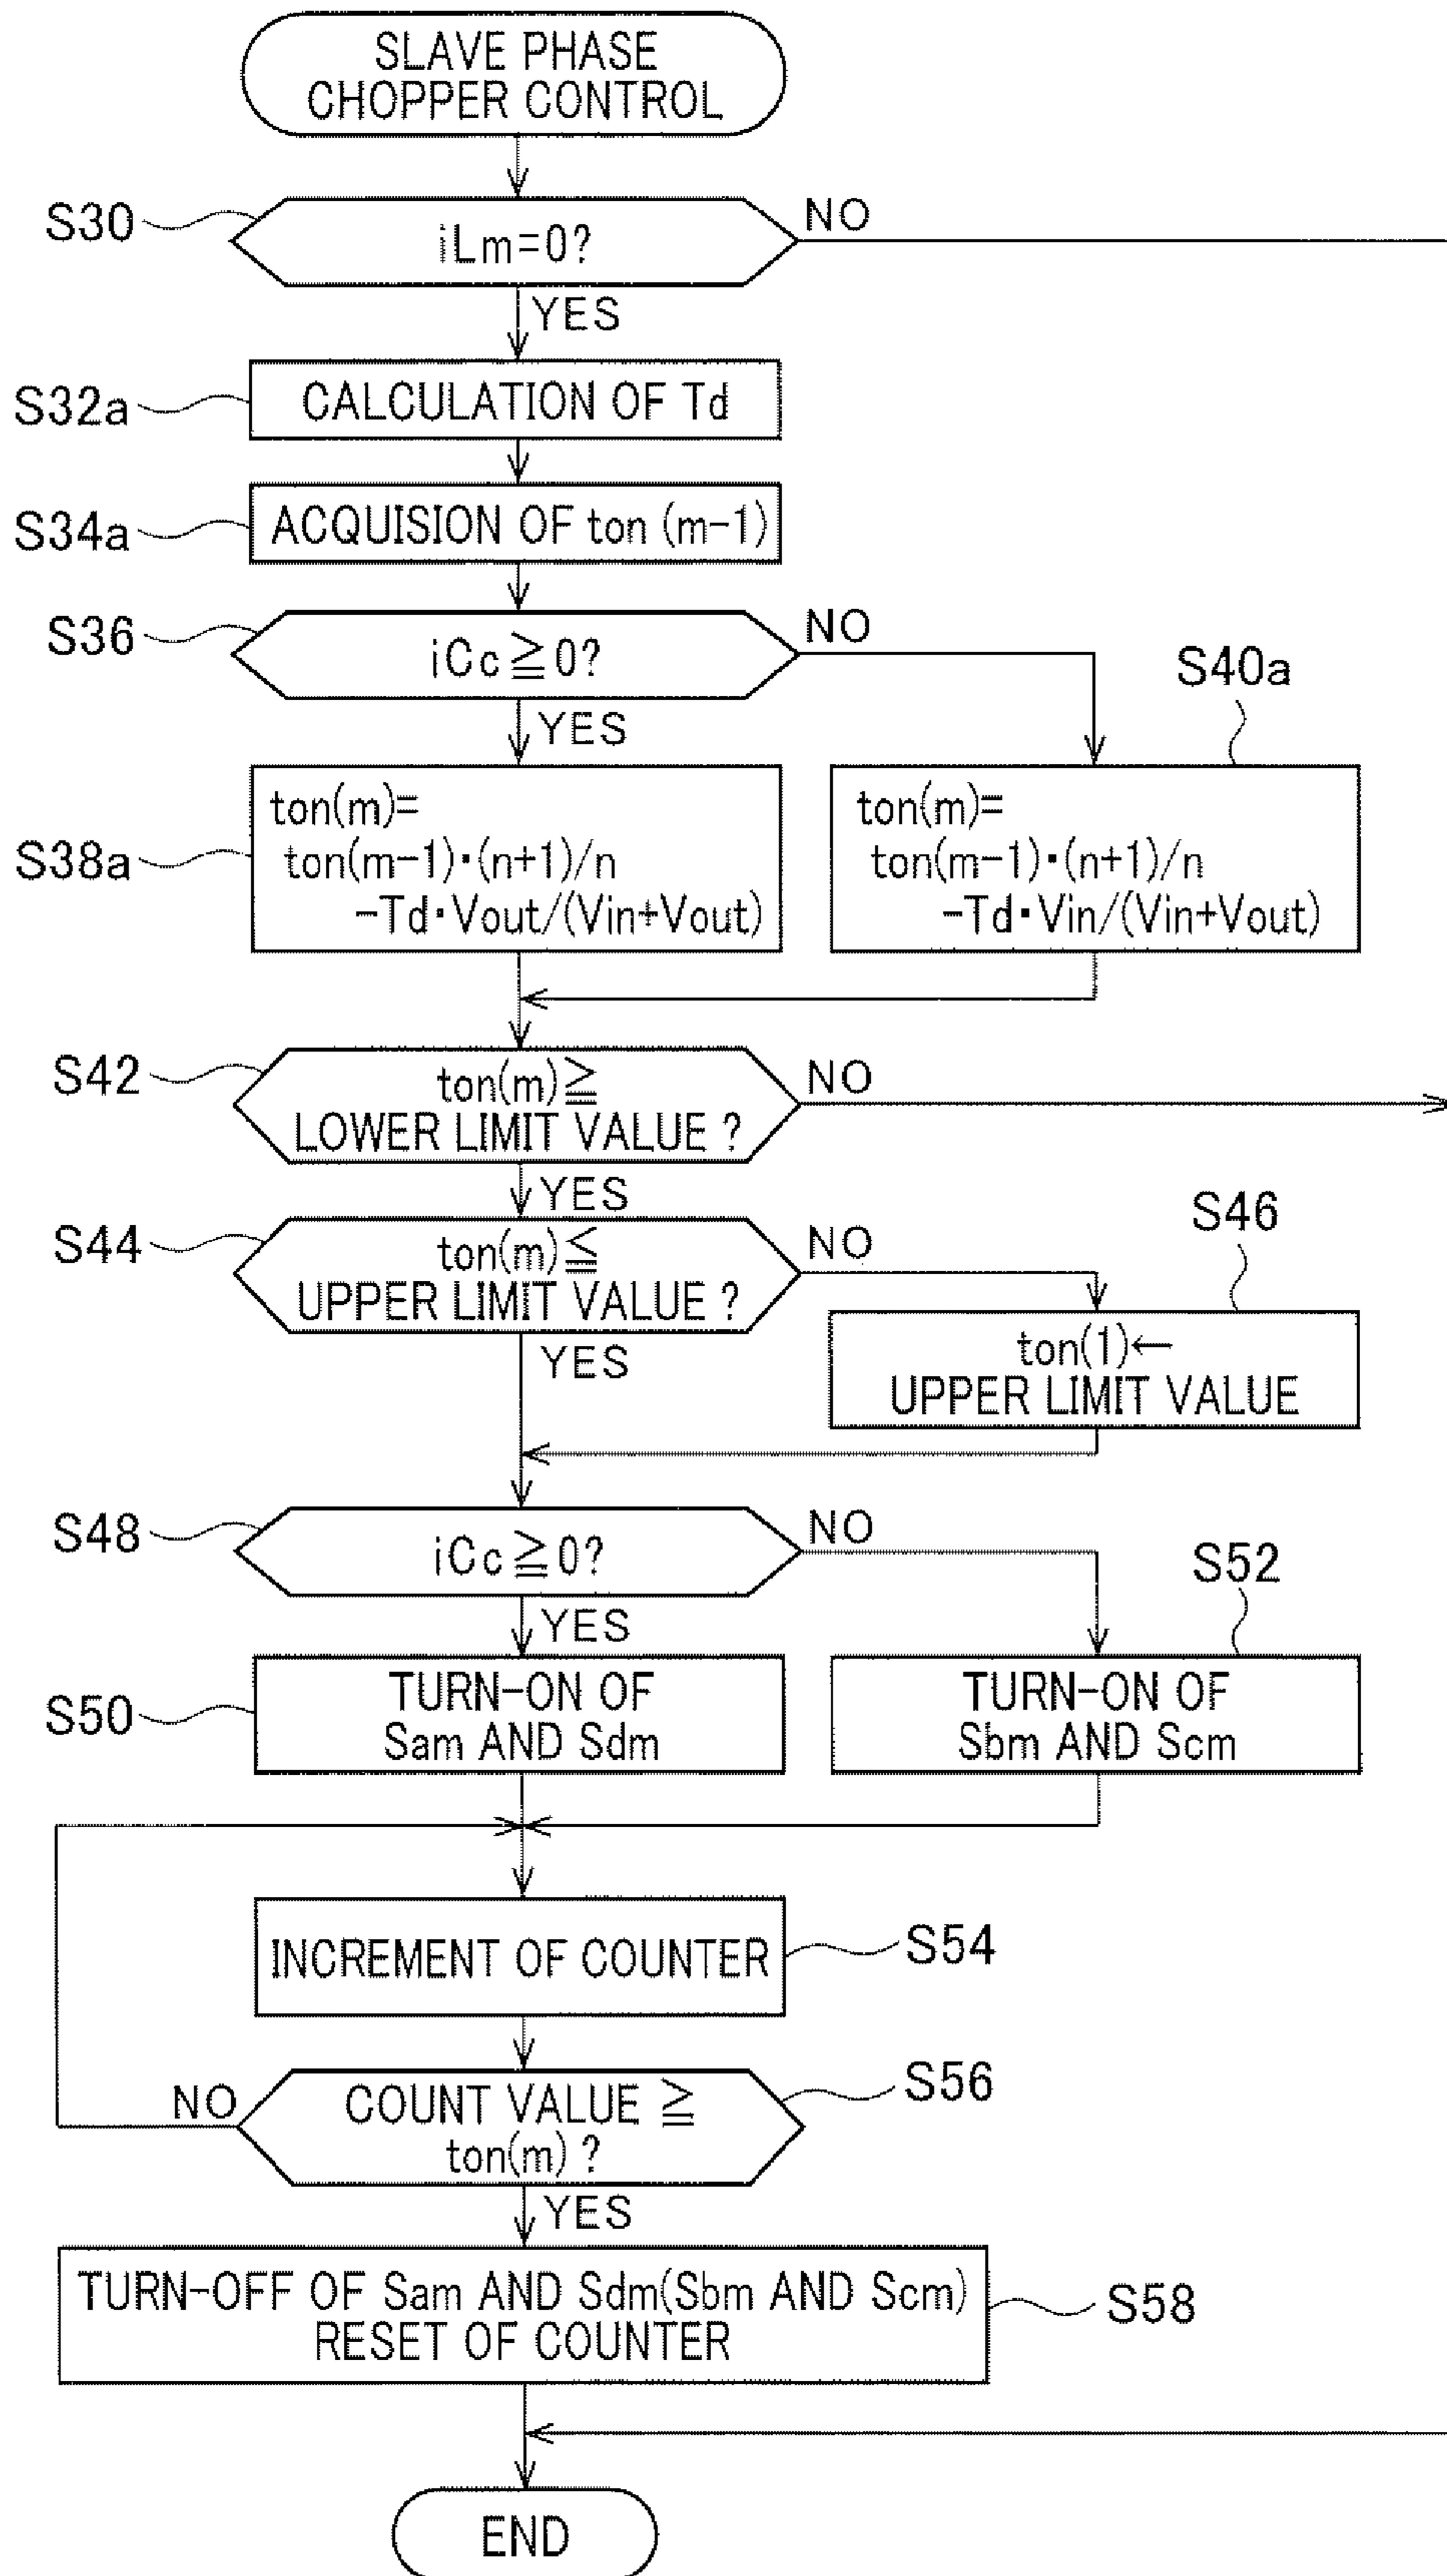 SLAVE PHASE
CHOPPER CONTROL
S30
iLm=0?
NO
YES
S32a
CALCULATION OF Td
S34a
ACQUISION OF ton (m-1)
S36
iCc≧0?
NO
YES
S40a
S38a
ton(m)=
ton(m-1)·(n+1)/n
-Td·Vout/(Vin+Vout)
ton(m)=
ton(m-1)·(n+1)/n
-Td·Vin/(Vin+Vout)
S42
ton(m)≧
LOWER LIMIT VALUE ?
NO
YES
S44
ton(m)≦
UPPER LIMIT VALUE ?
NO
YES
S46
ton(1)←
UPPER LIMIT VALUE
S48
iCc≧0?
NO
YES
S52
S50
TURN-ON OF
Sam AND Sdm
TURN-ON OF
Sbm AND Scm
INCREMENT OF COUNTER
S54
NO
COUNT VALUE ≧
ton(m) ?
S56
YES
TURN-OFF OF Sam AND Sdm(Sbm AND Scm)
RESET OF COUNTER
S58
END